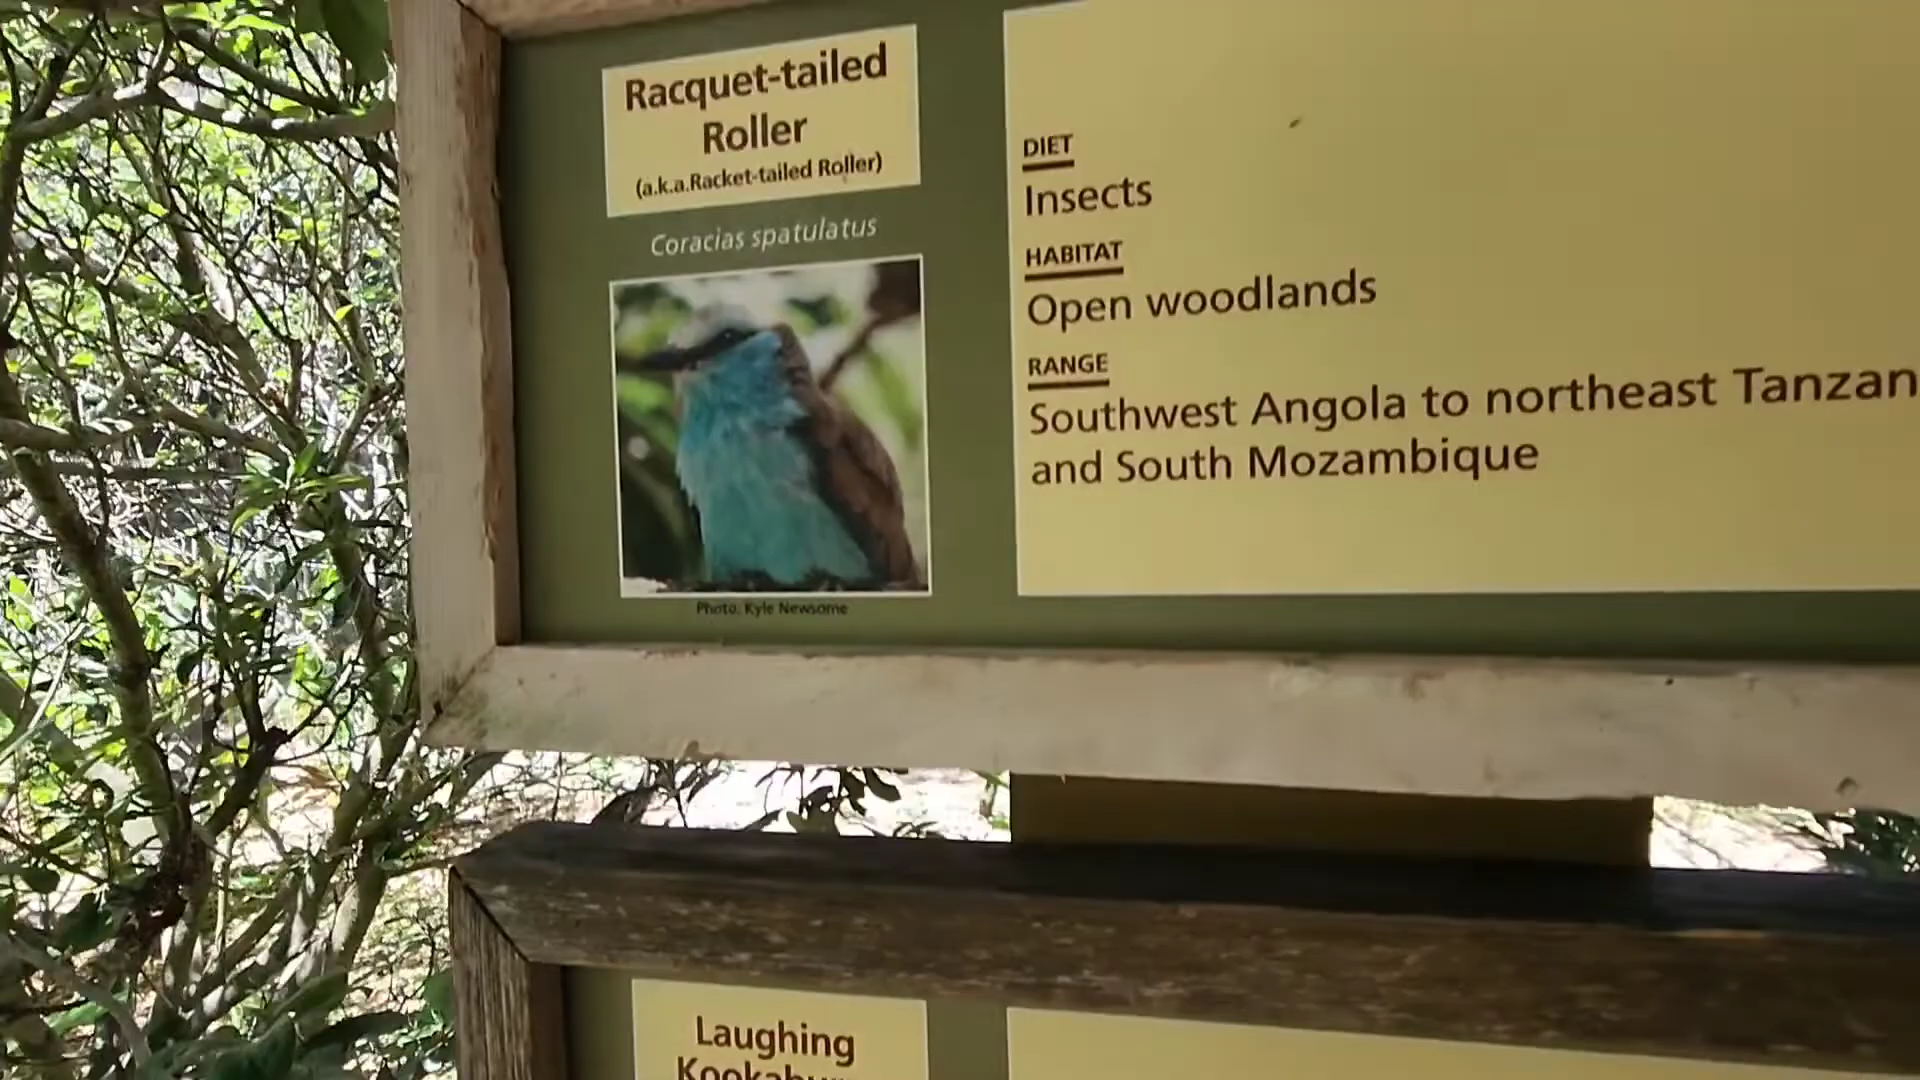 Racquet-tailed
Roller
(a.k.a.Racket-tailed Roller)
Coracias spatulatus
Photo: Kyle Newsome
DIET
Insects
HABITAT
Open woodlands
RANGE
Southwest Angola to northeast Tanzan
and South Mozambique
Laughing